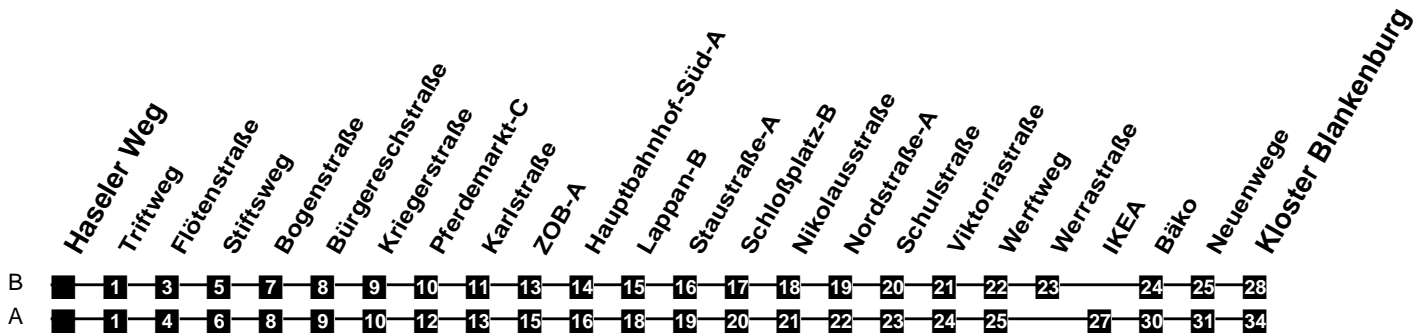 Haseler Weg
Triftweg
Flötenstraße
Stiftsweg
Bogenstraße
Bürgereschstraße
Kriegerstraße
Pferdemarkt-C
Karlstraße
ZOB-A
Hauptbahnhof-Süd-A
Lappan-B
Staustraße-A
Schloßplatz-B
Nikolausstraße
Nordstraße-A
Schulstraße
Viktoriastraße
Werftweg
Werrastraße
IKEA
Bäko
Neuenwege
Kloster Blankenburg
B 1 3 5 7 8 9 10 11 13 14 15 16 17 18 19 20 21 22 23 24 25 28
A 1 4 6 8 9 10 12 13 15 16 18 19 20 21 22 23 24 25 27 30 31 34